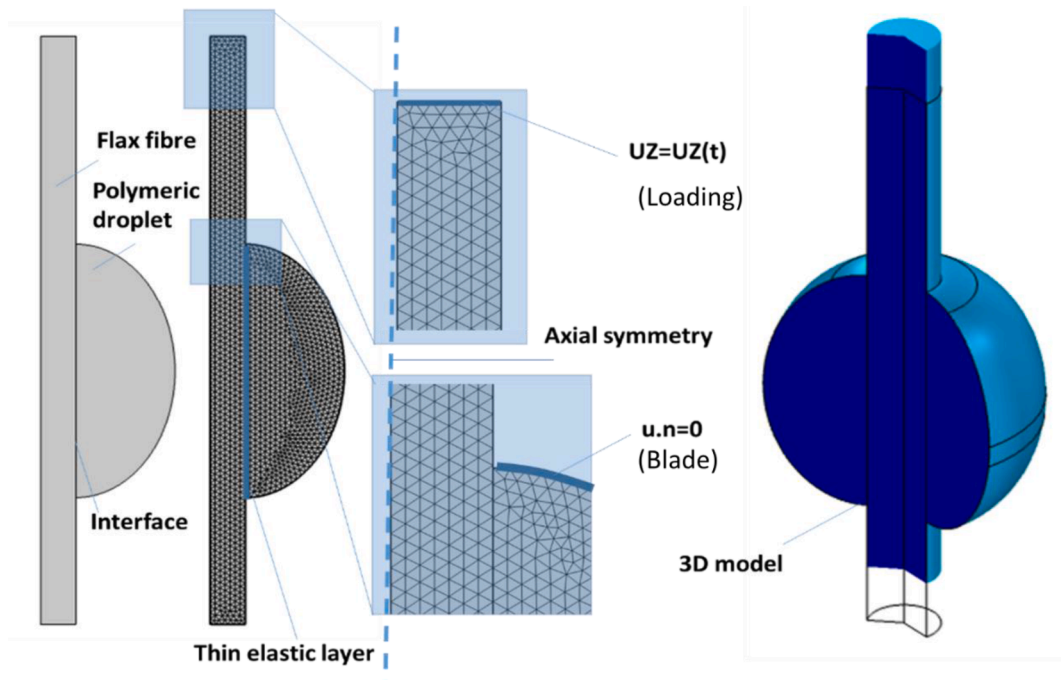 Flax fibre
Polymeric
droplet
Interface
Thin elastic layer
UZ=UZ(t)
(Loading)
Axial symmetry
u.n=0
(Blade)
3D model